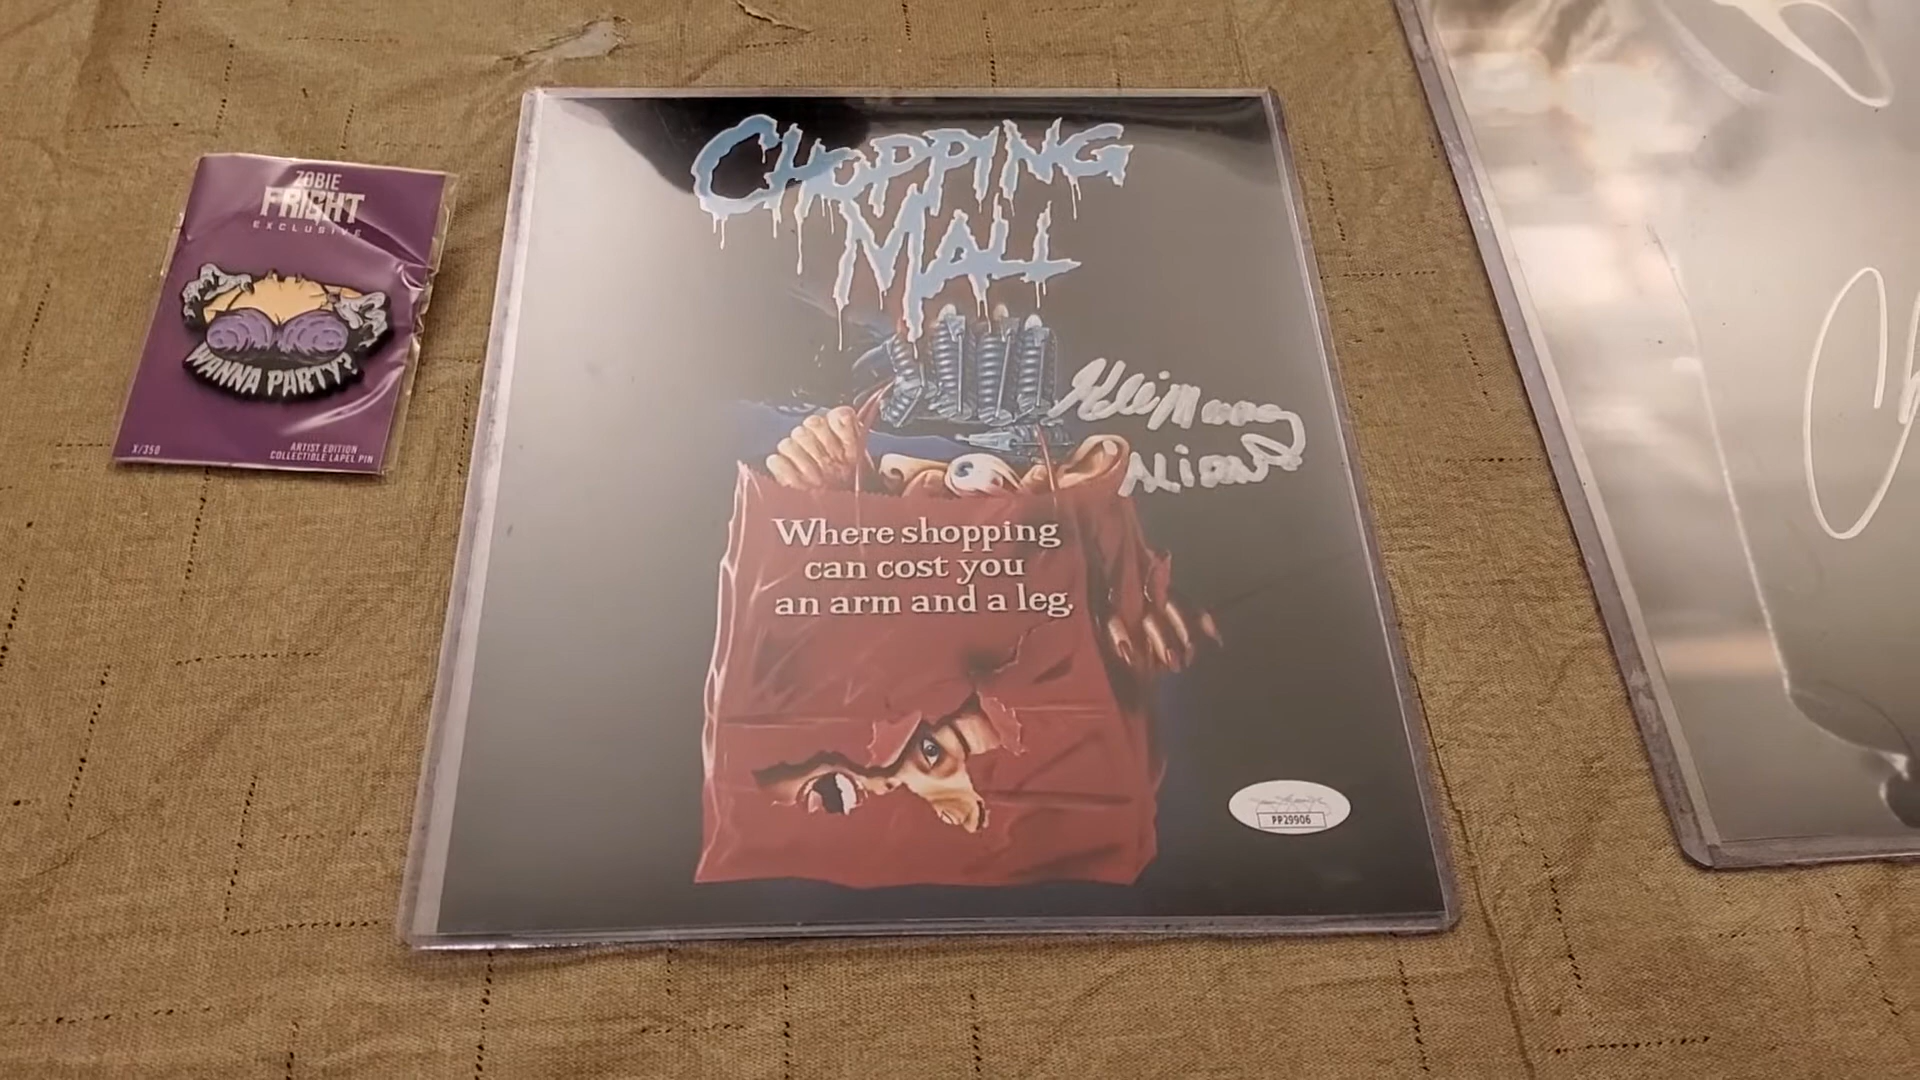 ZOBIE
FRIGHT
EXCLUSIVE
WANNA PARTY?
X/350
ARTIST EDITION
COLLECTIBLE LAPEL PIN
CHOPPING
MALL
Where shopping
can cost you
an arm and a leg.
PP29906